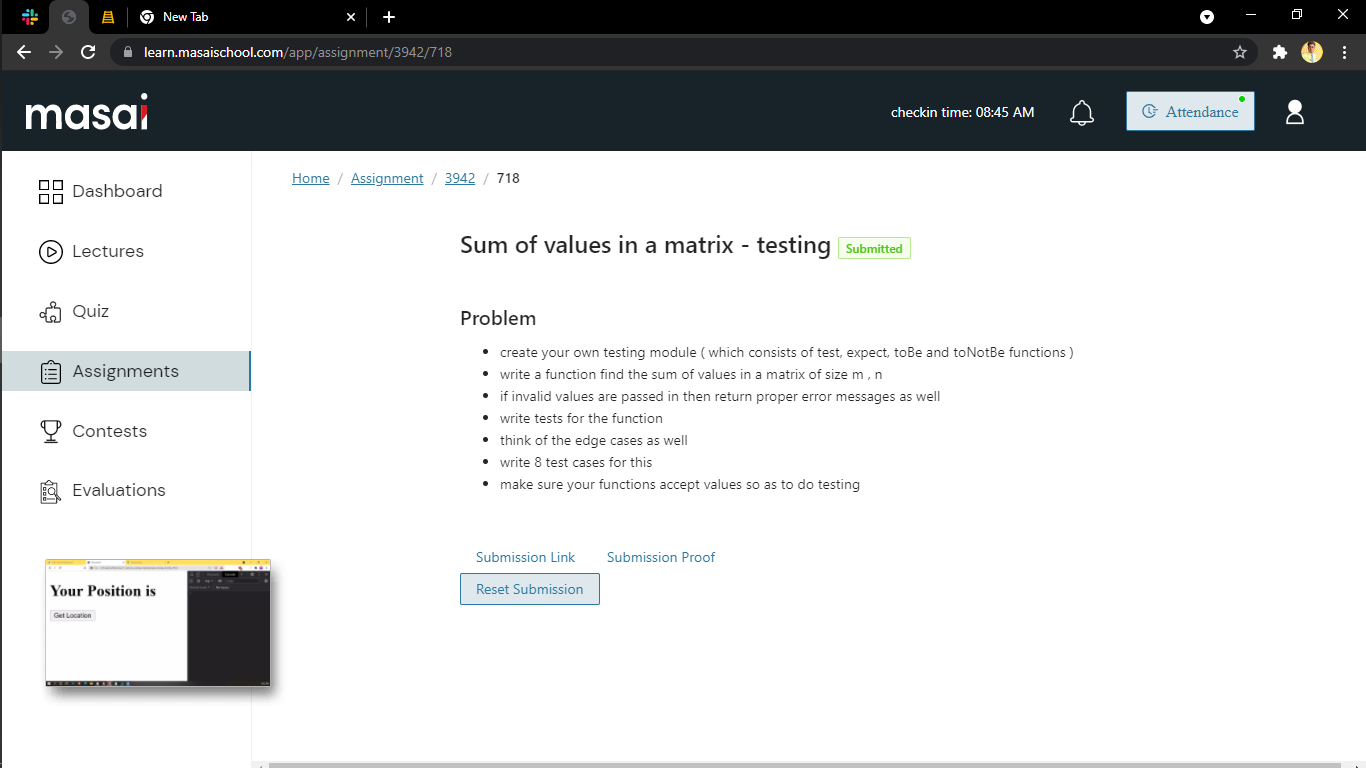 New Tab
learn.masaischool.com/app/assignment/3942/718
masai
checkin time: 08:45 AM
Attendance
Dashboard
Lectures
Quiz
Assignments
Contests
Evaluations
Home / Assignment / 3942 / 718
Sum of values in a matrix - testing Submitted
Problem
create your own testing module ( which consists of test, expect, toBe and toNotBe functions )
write a function find the sum of values in a matrix of size m , n
if invalid values are passed in then return proper error messages as well
write tests for the function
think of the edge cases as well
write 8 test cases for this
make sure your functions accept values so as to do testing
Submission Link Submission Proof
Reset Submission
Your Position is
Get Location